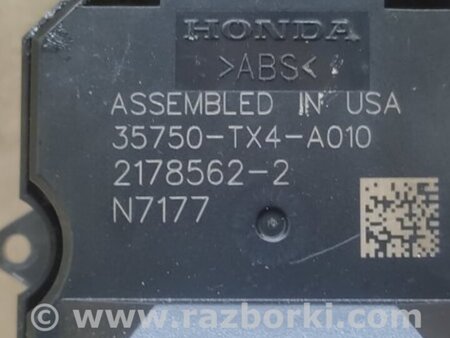 HONDA
>ABS<
ASSEMBLED IN USA
35750-TX4-A010
2178562-2
N7177
www.razborki.com